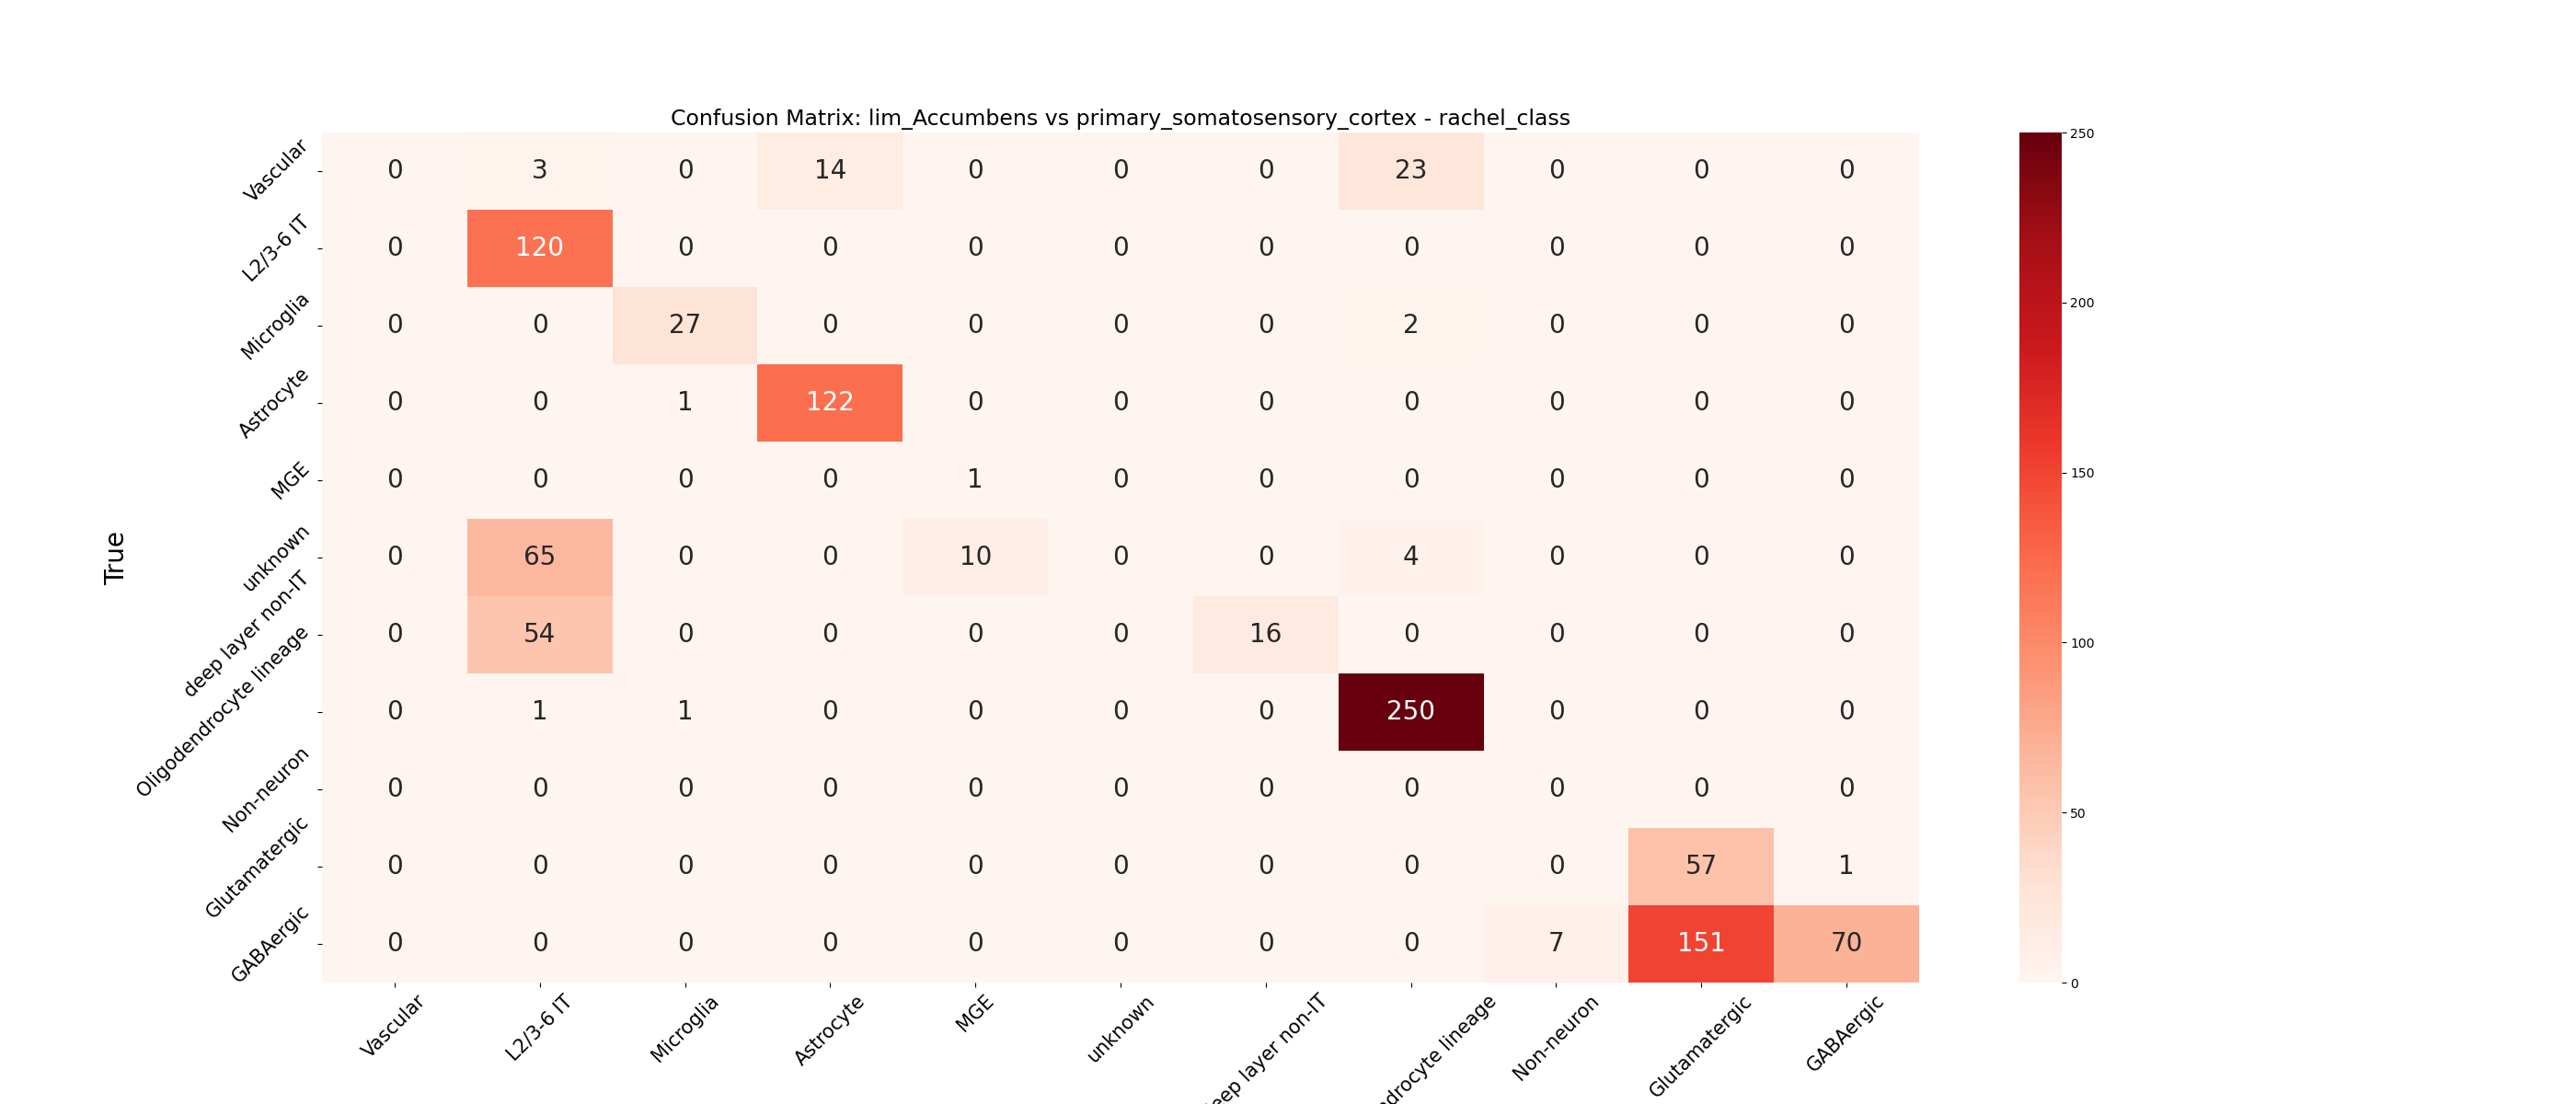 Confusion Matrix: lim_Accumbens vs primary_somatosensory_cortex - rachel_class
True
Vascular 0 3 0 14 0 0 0 23 0 0 0
L2/3-6 IT 0 120 0 0 0 0 0 0 0 0 0
Microglia 0 0 27 0 0 0 0 2 0 0 0
Astrocyte 0 0 1 122 0 0 0 0 0 0 0
MGE 0 0 0 0 1 0 0 0 0 0 0
unknown 0 65 0 0 10 0 0 4 0 0 0
deep layer non-IT 0 54 0 0 0 0 16 0 0 0 0
Oligodendrocyte lineage 0 1 1 0 0 0 0 250 0 0 0
Non-neuron 0 0 0 0 0 0 0 0 0 0 0
Glutamatergic 0 0 0 0 0 0 0 0 0 57 1
GABAergic 0 0 0 0 0 0 0 0 7 151 70
Vascular L2/3-6 IT Microglia Astrocyte MGE unknown eep layer non-IT ndrocyte lineage Non-neuron Glutamatergic GABAergic
250
200
150
100
50
0